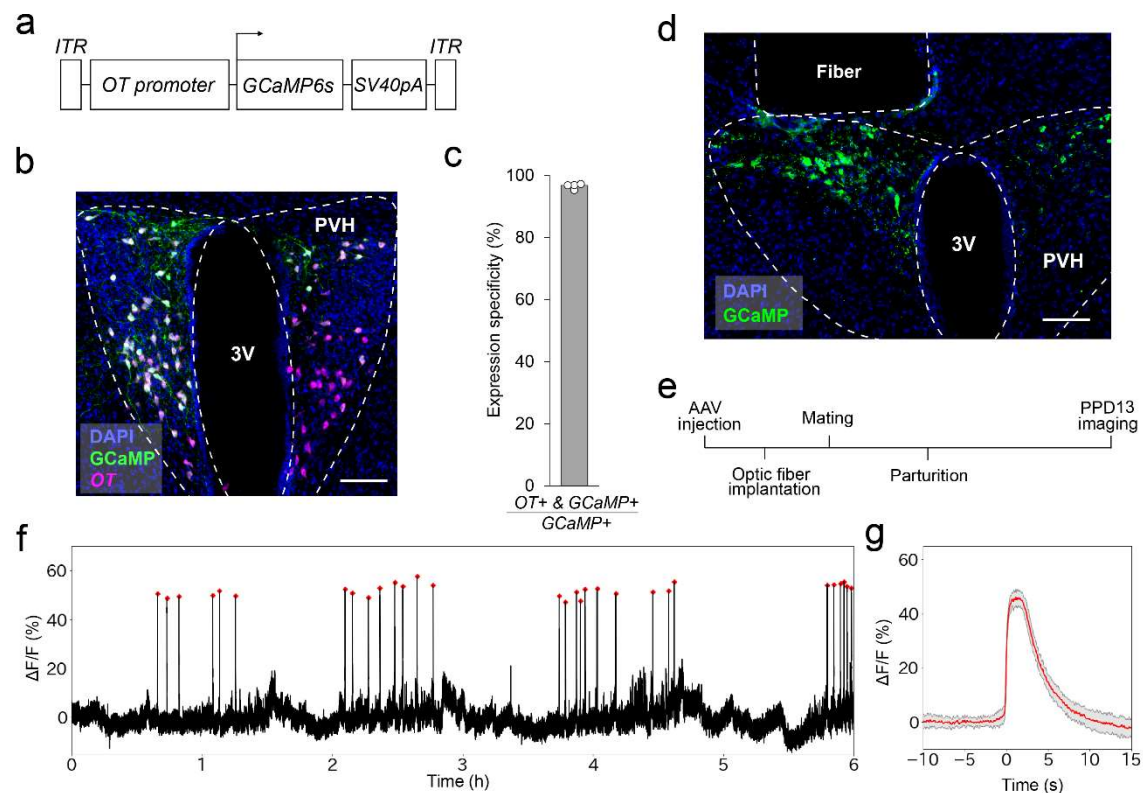 a
ITR
ITR
OT promoter
GCaMP6s
SV40pA
b
PVH
3V
DAPI
GCaMP
OT
c
100
80
60
40
20
0
Expression specificity (%)
OT+ & GCaMP+
GCaMP+
d
Fiber
3V
PVH
DAPI
GCaMP
e
AAV
injection
Mating
PPD13
imaging
Optic fiber
implantation
Parturition
f
60
40
20
0
ΔF/F (%)
0 1 2 3 4 5 6
Time (h)
g
60
40
20
0
ΔF/F (%)
−10 −5 0 5 10 15
Time (s)